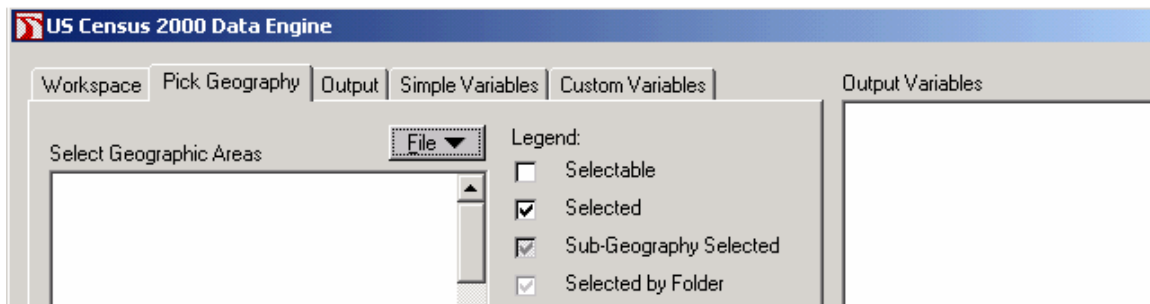 US Census 2000 Data Engine
Workspace
Pick Geography
Output
Simple Variables
Custom Variables
Output Variables
Select Geographic Areas
File
Legend:
Selectable
Selected
Sub-Geography Selected
Selected by Folder